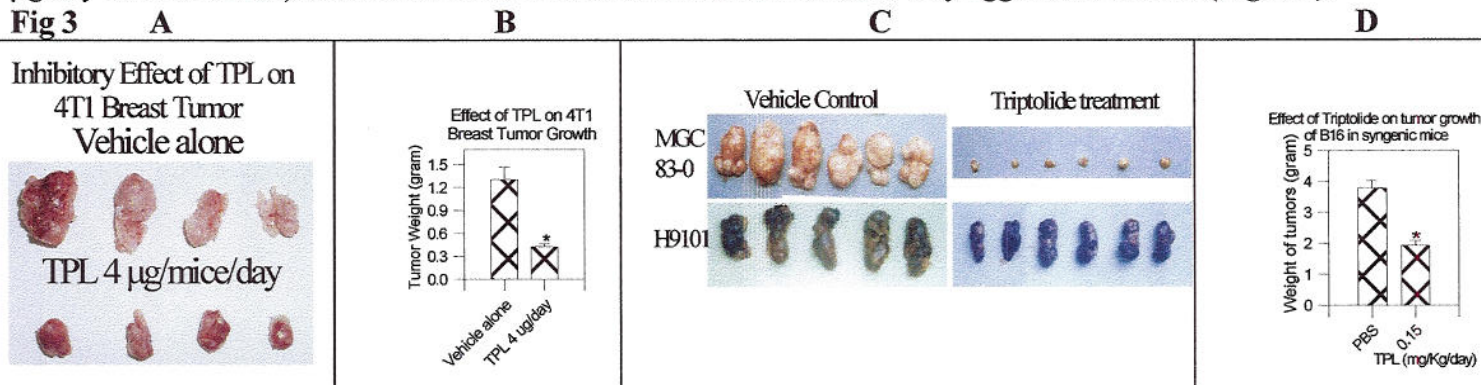 Fig 3
A
B
C
D
Inhibitory Effect of TPL on
4T1 Breast Tumor
Vehicle alone
TPL 4 µg/mice/day
Effect of TPL on 4T1
Breast Tumor Growth
Tumor Weight (gram)
1.5
1.2
0.9
0.6
0.3
0.0
*
Vehicle alone
TPL 4 ug/day
Vehicle Control
Triptolide treatment
MGC
83-0
H9101
Effect of Triptolide on tumor growth
of B16 in syngenic mice
Weight of tumors (gram)
5
4
3
2
1
0
*
PBS
0.15
TPL (mg/Kg/day)